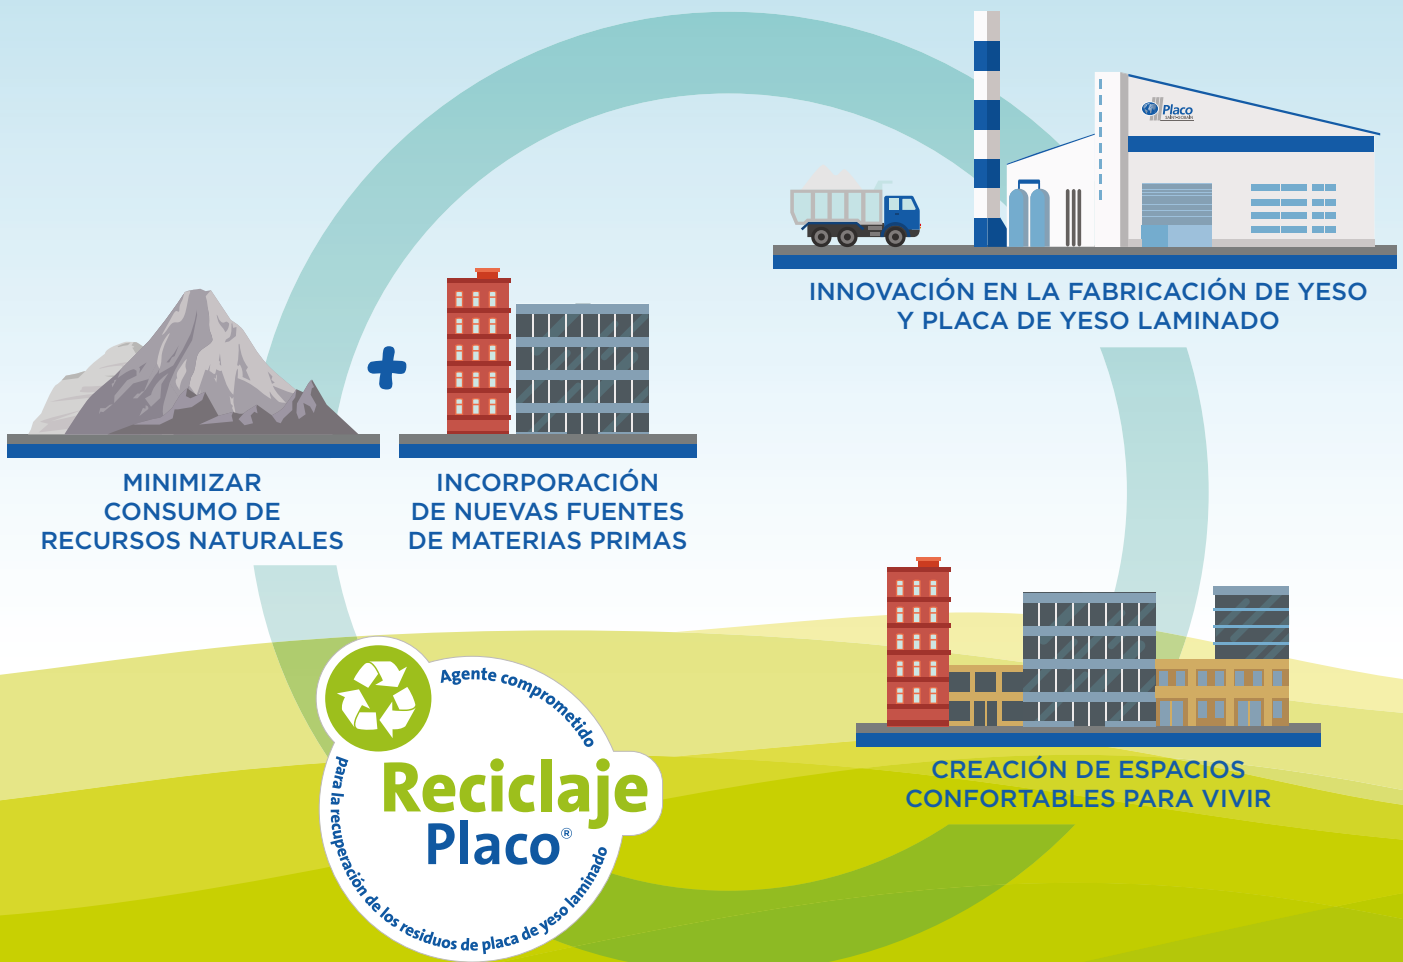 Placo
SAINT-GOBAIN
INNOVACIÓN EN LA FABRICACIÓN DE YESO
Y PLACA DE YESO LAMINADO
MINIMIZAR
CONSUMO DE
RECURSOS NATURALES
INCORPORACIÓN
DE NUEVAS FUENTES
DE MATERIAS PRIMAS
CREACIÓN DE ESPACIOS
CONFORTABLES PARA VIVIR
Agente comprometido
Reciclaje
Placo®
para la recuperación de los residuos de placa de yeso laminado